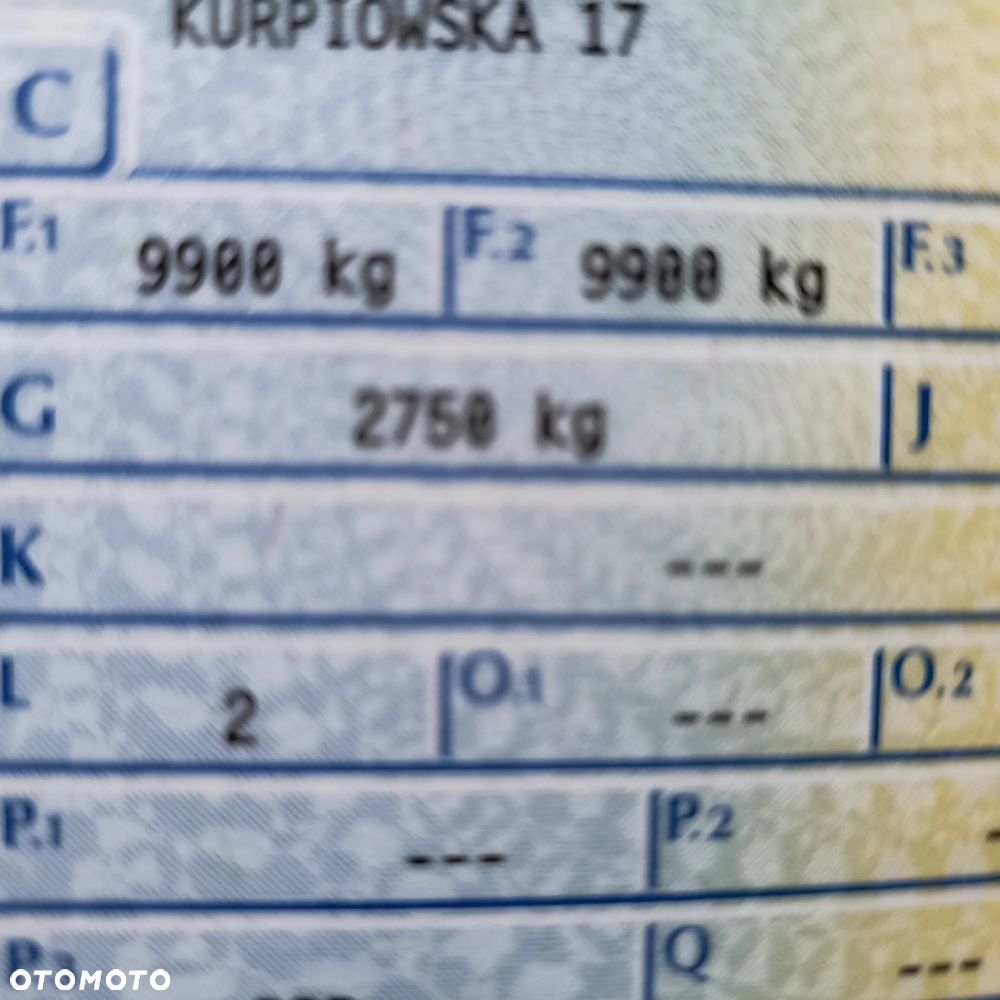 KURPIOWSKA 17
C
F.1 9900 kg F.2 9900 kg F.3
G 2750 kg J
K ---
L 2 O.1 --- O.2
P.1 --- P.2 -
Q ---
OTOMOTO